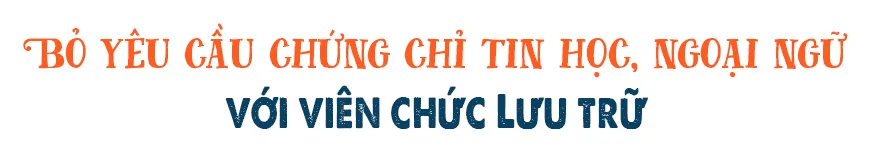 Bỏ yêu cầu chứng chỉ tin học, ngoại ngữ
với viên chức Lưu trữ